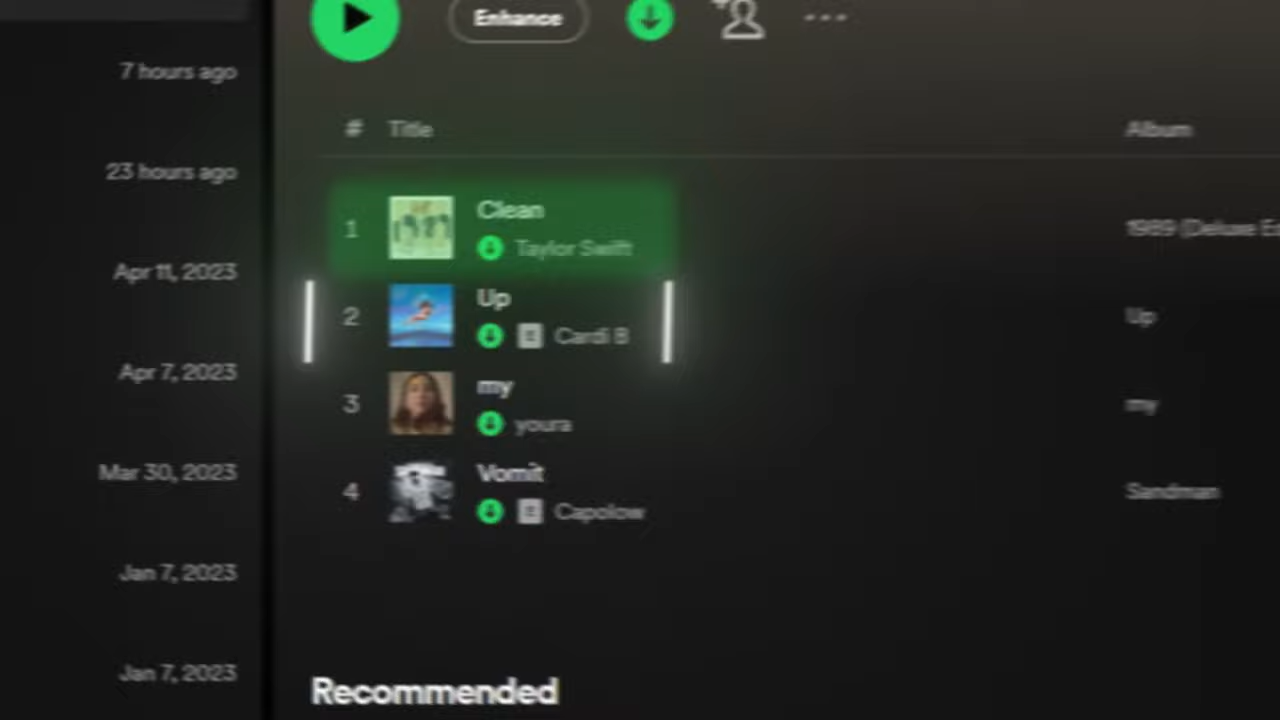 Enhance
7 hours ago
# Title Album
23 hours ago
1 Clean
Taylor Swift
1989 (Deluxe
Apr 11, 2023
2 Up
E Cardi B
Up
Apr 7, 2023
3 my
youra
my
Mar 30, 2023
4 Vomit
E Capolow
Sandman
Jan 7, 2023
Jan 7, 2023
Recommended